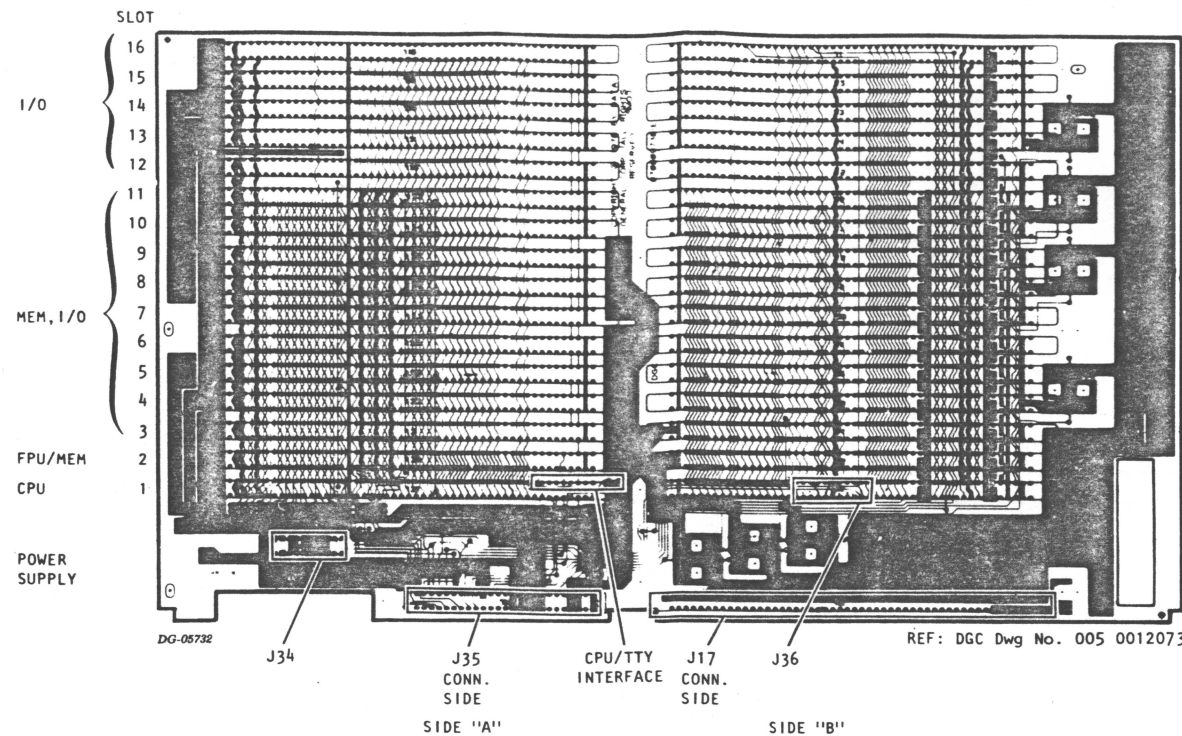 SLOT
16
15
I/O
14
13
12
11
10
9
8
7
MEM, I/O
6
5
4
3
FPU/MEM 2
CPU 1
POWER
SUPPLY
DG-05732
REF: DGC Dwg No. 005 0012073
J34
J35
CONN.
SIDE
CPU/TTY
INTERFACE
J17
CONN.
SIDE
J36
SIDE "A"
SIDE "B"
DGC